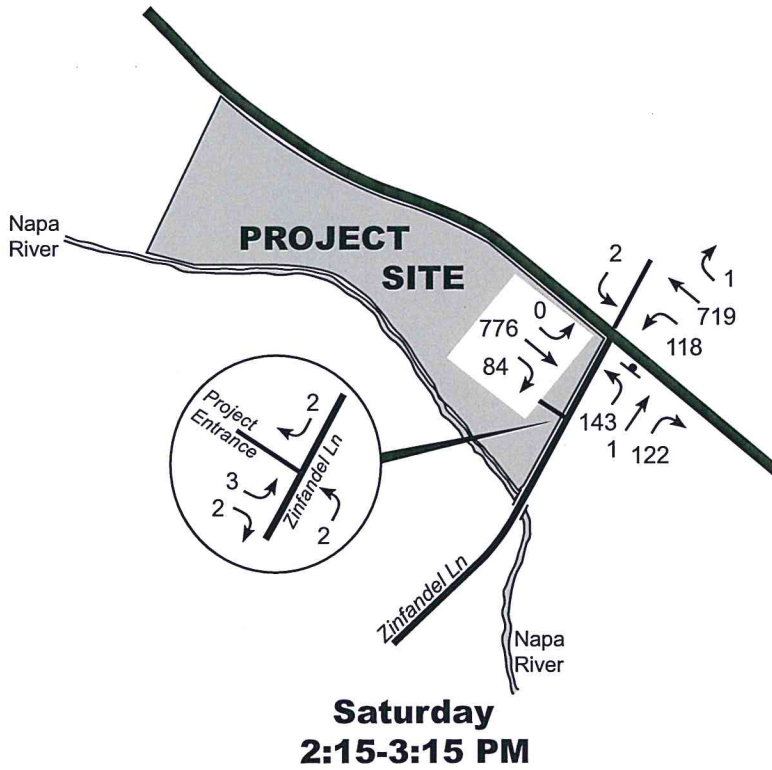 Napa
River
PROJECT
SITE
2
1
719
118
0
776
84
143
1
122
Project
Entrance
2
Zinfandel Ln
3
2
2
Zinfandel Ln
Napa
River
Saturday
2:15-3:15 PM